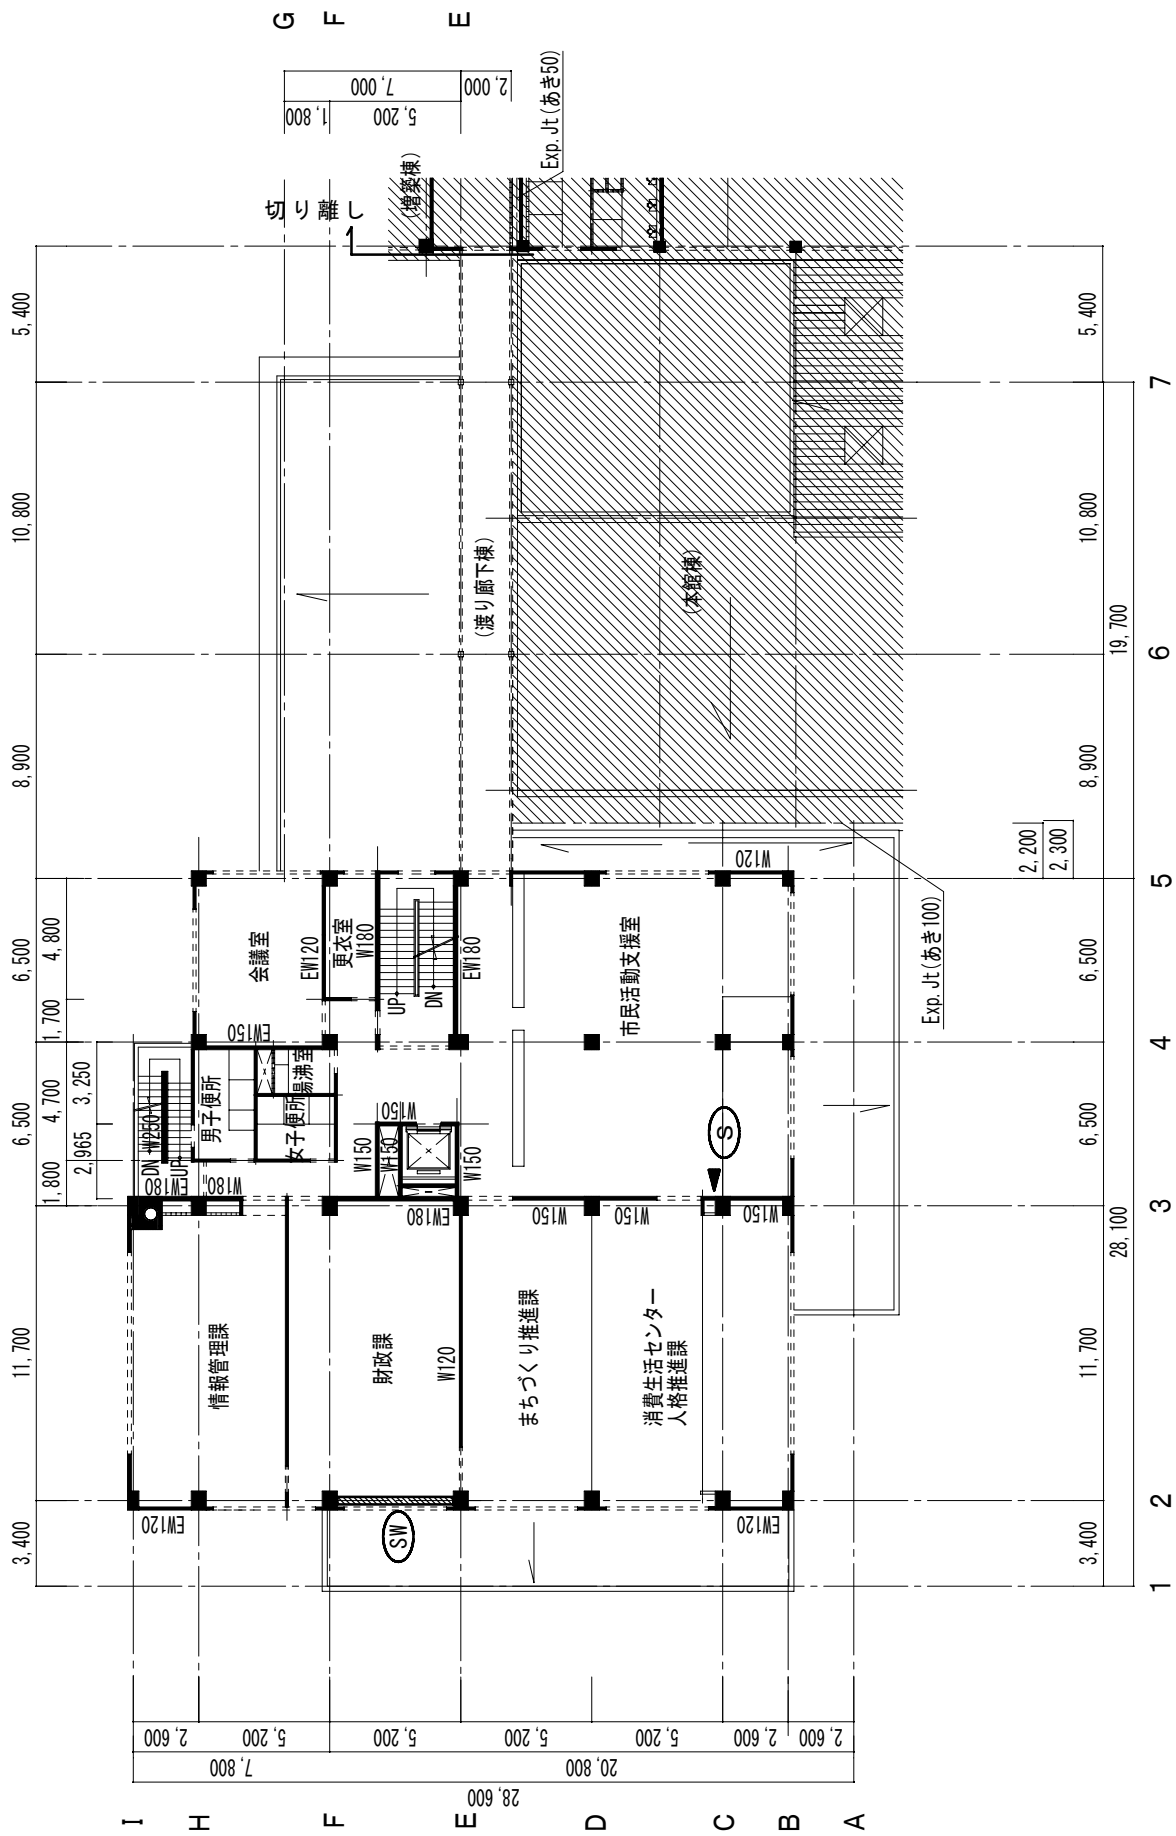 G
F
E
1,800
5,200
7,000
2,000
切り離し
(増築棟)
Exp.Jt(あき50)
(渡り廊下棟)
(本館棟)
5,400
10,800
8,900
6,500
4,800
1,700
6,500
4,700
3,250
1,800
2,965
11,700
3,400
会議室
EW120
更衣室
W180
EW180
UP
DN
市民活動支援室
W120
Exp.Jt(あき100)
EW150
男子便所
女子便所
湯沸室
DN
W250
UP
EW180
W180
W150
W150
W150
W150
EW180
W150
W150
W150
S
情報管理課
財政課
W120
まちづくり推進課
消費生活センター
人格推進課
EW120
SW
EW120
5,400
10,800
19,700
8,900
2,200
2,300
6,500
6,500
28,100
11,700
3,400
7
6
5
4
3
2
1
2,600
5,200
5,200
5,200
5,200
2,600
2,600
7,800
20,800
28,600
I
H
F
E
D
C
B
A